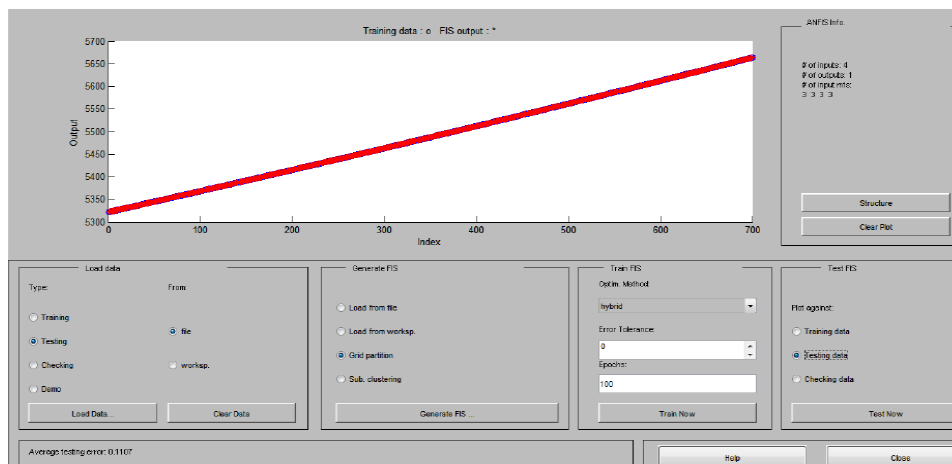 Training data : o FIS output : *
5700
5650
5600
5550
5500
5450
5400
5350
5300
Output
0 100 200 300 400 500 600 700
Index
ANFIS Info.
# of inputs: 4
# of outputs: 1
# of input mfs:
3 3 3 3
Structure
Clear Plot
Load data
Type:
From:
Training
Testing
Checking
Demo
file
worksp.
Load Data...
Clear Data
Generate FIS
Load from file
Load from worksp.
Grid partition
Sub. clustering
Generate FIS ...
Train FIS
Optim. Method:
hybrid
Error Tolerance:
0
Epochs:
100
Train Now
Test FIS
Plot against:
Training data
Testing data
Checking data
Test Now
Average testing error: 0.1107
Help
Close